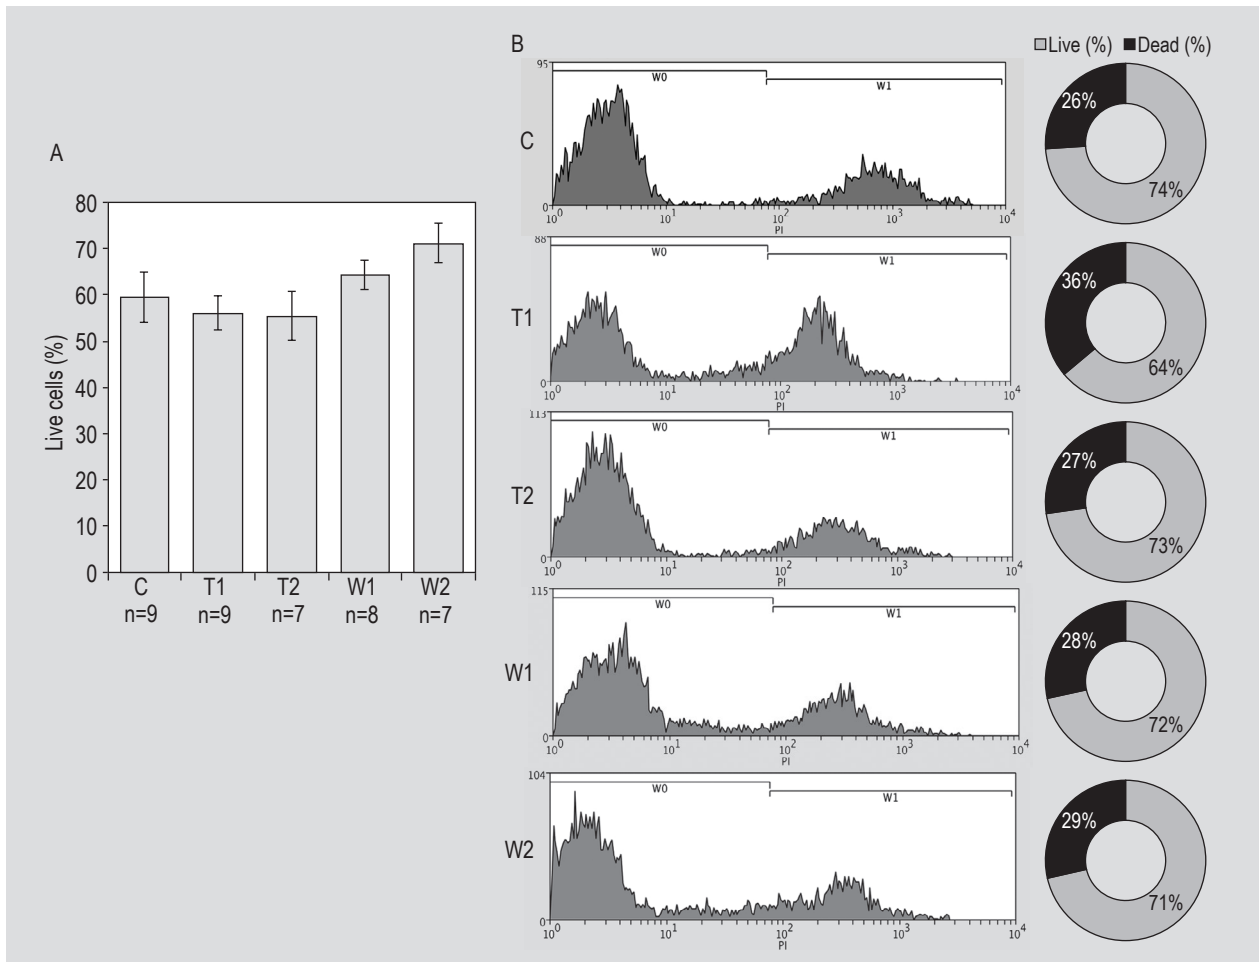 A
Live cells (%)
80
70
60
50
40
30
20
10
0
C T1 T2 W1 W2
n=9 n=9 n=7 n=8 n=7
B
Live (%) Dead (%)
C
95
W0
W1
0
10^0 10^1 10^2 10^3 10^4
PI
26%
74%
T1
88
W0
W1
0
10^0 10^1 10^2 10^3 10^4
PI
36%
64%
T2
113
W0
W1
0
10^0 10^1 10^2 10^3 10^4
PI
27%
73%
W1
115
W0
W1
0
10^0 10^1 10^2 10^3 10^4
PI
28%
72%
W2
104
W0
W1
0
10^0 10^1 10^2 10^3 10^4
PI
29%
71%